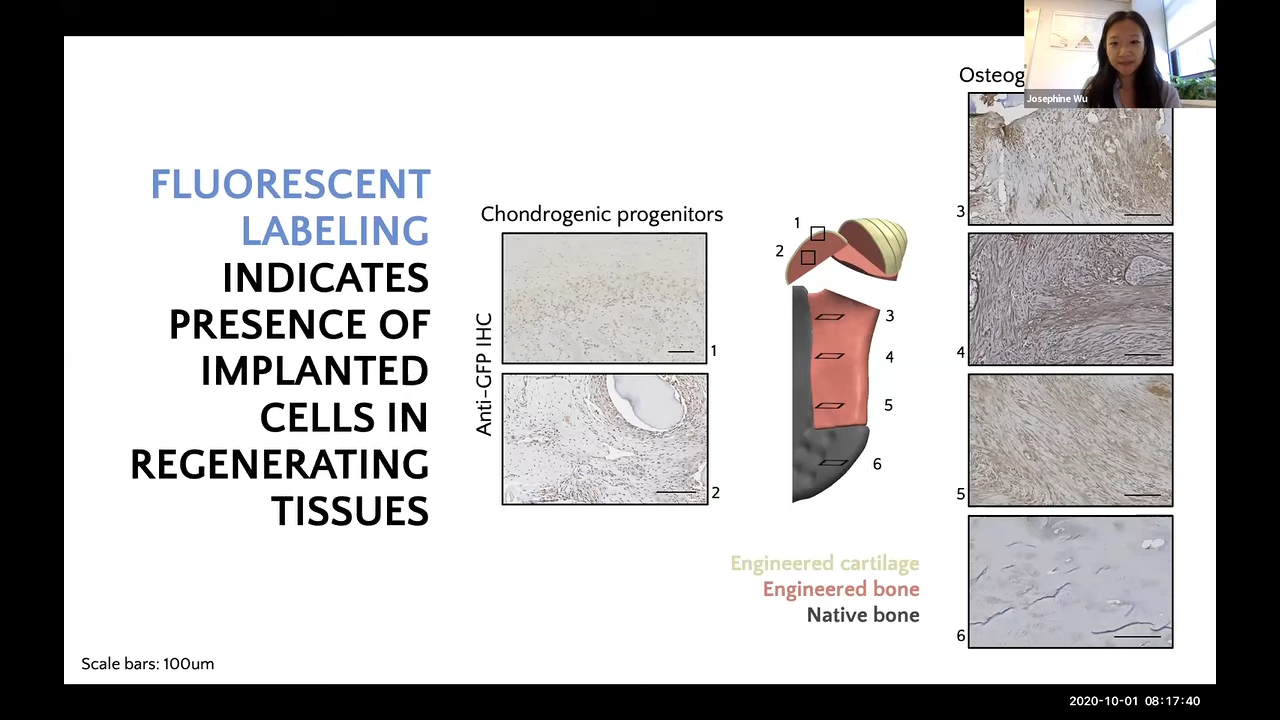 FLUORESCENT
LABELING
INDICATES
PRESENCE OF
IMPLANTED
CELLS IN
REGENERATING
TISSUES
Chondrogenic progenitors
Anti-GFP IHC
1
2
1
2
3
4
5
6
Engineered cartilage
Engineered bone
Native bone
Osteog
3
4
5
6
Josephine Wu
Scale bars: 100um
2020-10-01 08:17:40